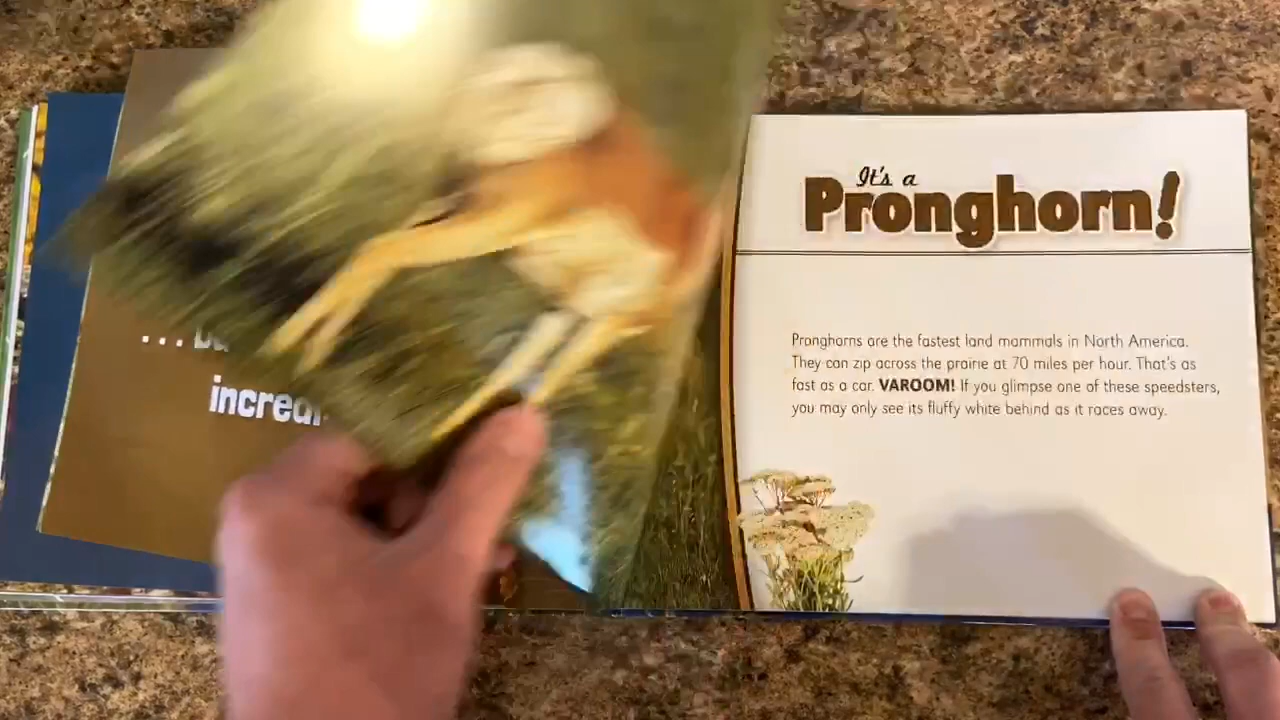 It's a
Pronghorn!
Pronghorns are the fastest land mammals in North America.
They can zip across the prairie at 70 miles per hour. That's as
fast as a car. VAROOM! If you glimpse one of these speedsters,
you may only see its fluffy white behind as it races away.